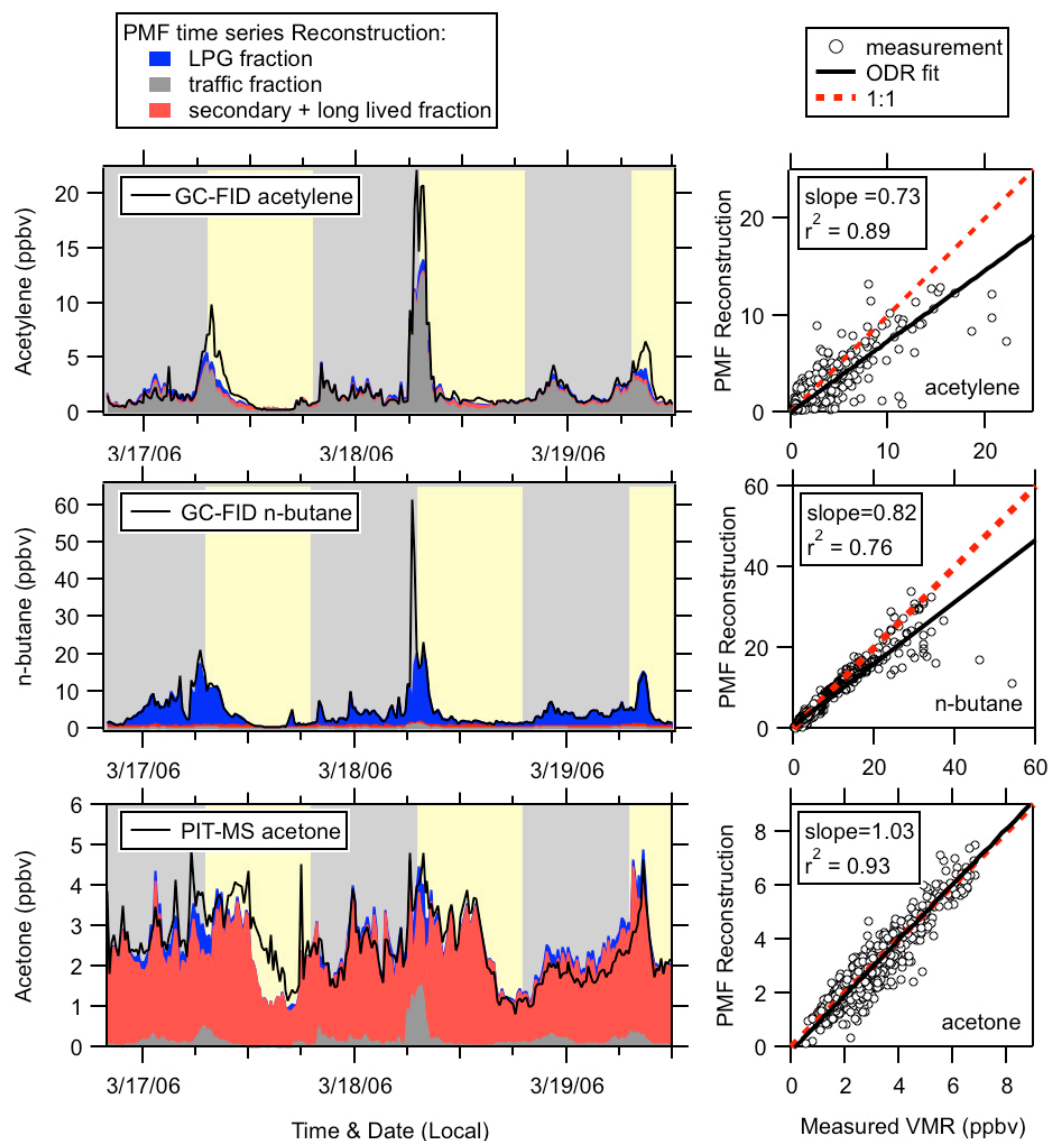 PMF time series Reconstruction:
LPG fraction
traffic fraction
secondary + long lived fraction
measurement
ODR fit
1:1
GC-FID acetylene
Acetylene (ppbv)
20
15
10
5
0
3/17/06
3/18/06
3/19/06
slope =0.73
r² = 0.89
PMF Reconstruction
20
10
0
acetylene
0
10
20
GC-FID n-butane
n-butane (ppbv)
60
50
40
30
20
10
0
3/17/06
3/18/06
3/19/06
slope=0.82
r² = 0.76
PMF Reconstruction
60
40
20
0
n-butane
0
20
40
60
PIT-MS acetone
Acetone (ppbv)
6
5
4
3
2
1
0
3/17/06
3/18/06
3/19/06
Time & Date (Local)
slope=1.03
r² = 0.93
PMF Reconstruction
8
6
4
2
0
acetone
0
2
4
6
8
Measured VMR (ppbv)